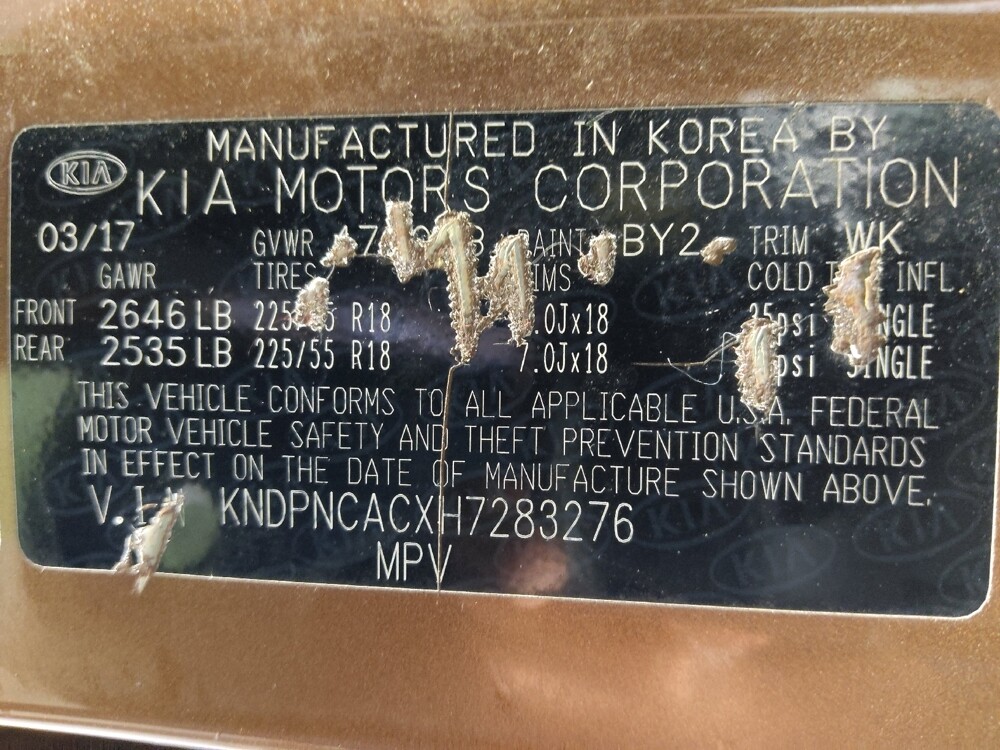 MANUFACTURED IN KOREA BY
KIA KIA MOTORS CORPORATION
03/17 GVWR PAINT BY2 TRIM WK
GAWR TIRES COLD INFL.
FRONT 2646 LB R18 .0Jx18
REAR 2535 LB 225/55 R18 7.0Jx18 psi SINGLE
THIS VEHICLE CONFORMS TO ALL APPLICABLE U.S.A. FEDERAL
MOTOR VEHICLE SAFETY AND THEFT PREVENTION STANDARDS
IN EFFECT ON THE DATE OF MANUFACTURE SHOWN ABOVE.
V.I.N KNDPNCACXH7283276
MPV